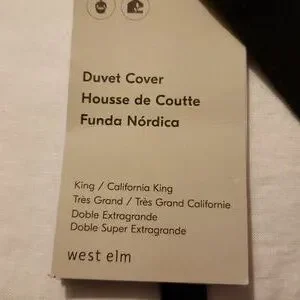 Duvet Cover
Housse de Coutte
Funda Nórdica
King / California King
Très Grand / Très Grand Californie
Doble Extragrande
Doble Super Extragrande
west elm